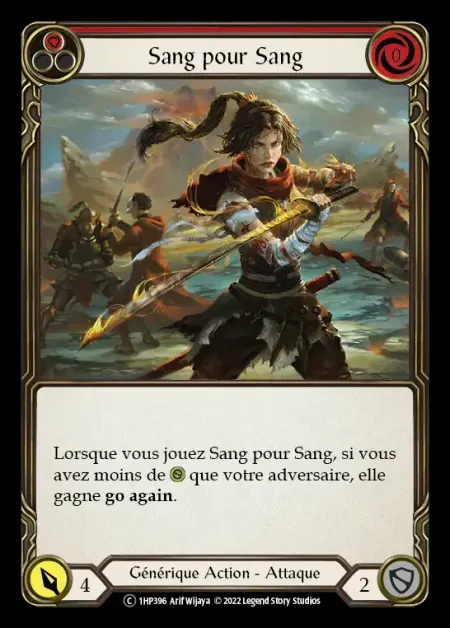 Sang pour Sang
0
Lorsque vous jouez Sang pour Sang, si vous
avez moins de que votre adversaire, elle
gagne go again.
4
Générique Action - Attaque
2
C 1HP396 Arif Wijaya © 2022 Legend Story Studios